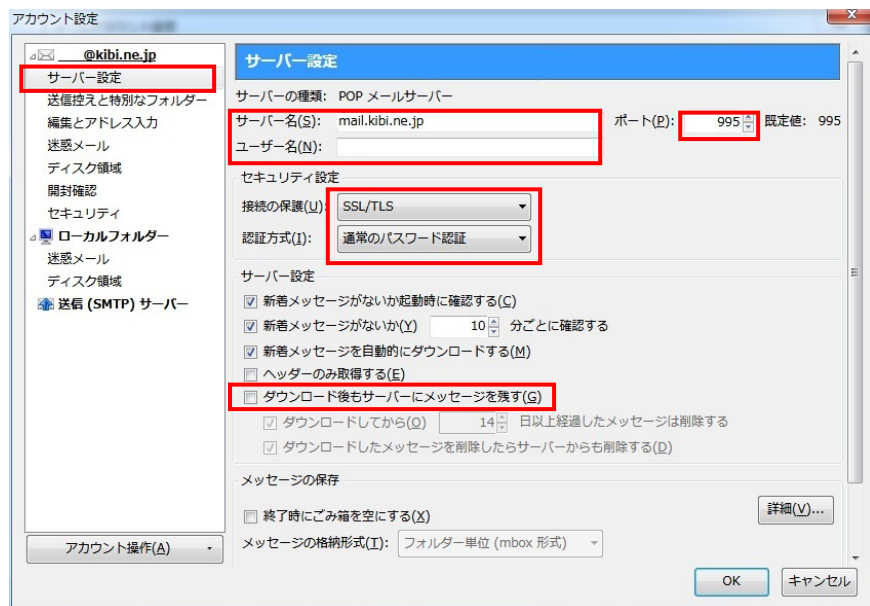 アカウント設定
___@kibi.ne.jp
サーバー設定
送信控えと特別なフォルダー
編集とアドレス入力
迷惑メール
ディスク領域
開封確認
セキュリティ
ローカルフォルダー
迷惑メール
ディスク領域
送信 (SMTP) サーバー
アカウント操作(A)
サーバー設定
サーバーの種類: POP メールサーバー
サーバー名(S): mail.kibi.ne.jp ポート(P): 995 既定値: 995
ユーザー名(N):
セキュリティ設定
接続の保護(U): SSL/TLS
認証方式(I): 通常のパスワード認証
サーバー設定
新着メッセージがないか起動時に確認する(C)
新着メッセージがないか(Y) 10 分ごとに確認する
新着メッセージを自動的にダウンロードする(M)
ヘッダーのみ取得する(E)
ダウンロード後もサーバーにメッセージを残す(G)
ダウンロードしてから(O) 14 日以上経過したメッセージは削除する
ダウンロードしたメッセージを削除したらサーバーからも削除する(D)
メッセージの保存
終了時にごみ箱を空にする(X) 詳細(V)...
メッセージの格納形式(T): フォルダー単位 (mbox 形式)
OK キャンセル